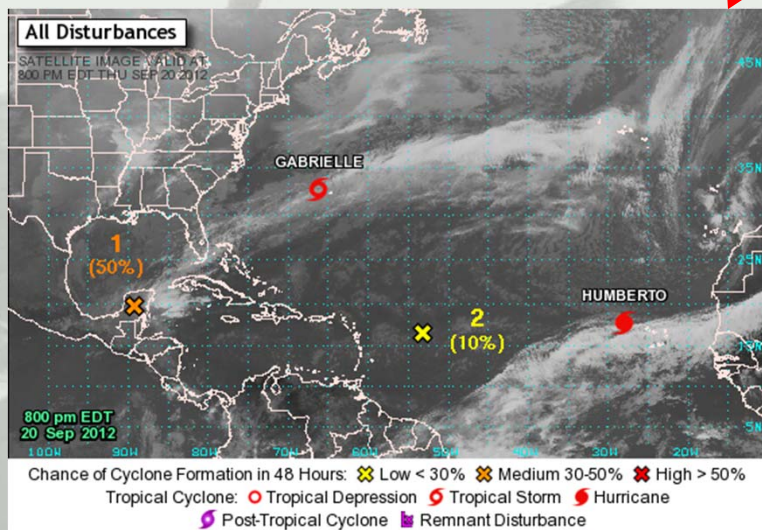 All Disturbances
SATELLITE IMAGE VALID AT
800 PM EDT THU SEP 20 2012
45N
GABRIELLE
35N
1
(50%)
25N
HUMBERTO
2
(10%)
15N
800 pm EDT
20 Sep 2012
5N
100W 90W 80W 70W 60W 50W 40W 30W 20W
Chance of Cyclone Formation in 48 Hours: Low < 30% Medium 30-50% High > 50%
Tropical Cyclone: Tropical Depression Tropical Storm Hurricane
Post-Tropical Cyclone Remnant Disturbance